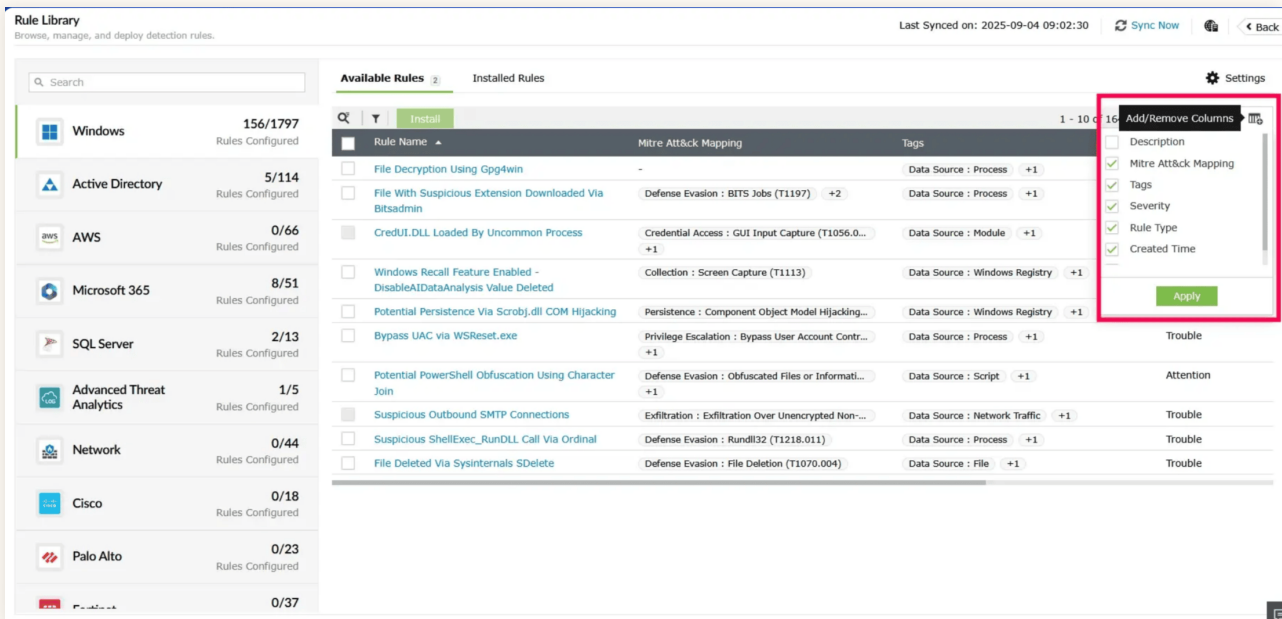 Rule Library
Browse, manage, and deploy detection rules.
Last Synced on: 2025-09-04 09:02:30
Sync Now
Back
Search
Windows
156/1797
Rules Configured
Active Directory
5/114
Rules Configured
aws
AWS
0/66
Rules Configured
Microsoft 365
8/51
Rules Configured
SQL Server
2/13
Rules Configured
LOG
Advanced Threat
Analytics
1/5
Rules Configured
Network
0/44
Rules Configured
Cisco
0/18
Rules Configured
Palo Alto
0/23
Rules Configured
Fortinet
0/37
Available Rules 2
Installed Rules
Settings
Install
1 - 10 of 16
Add/Remove Columns
Rule Name
Mitre Att&ck Mapping
Tags
File Decryption Using Gpg4win
-
Data Source : Process +1
File With Suspicious Extension Downloaded Via
Bitsadmin
Defense Evasion : BITS Jobs (T1197) +2
Data Source : Process +1
CredUI.DLL Loaded By Uncommon Process
Credential Access : GUI Input Capture (T1056.0...
+1
Data Source : Module +1
Windows Recall Feature Enabled -
DisableAIDataAnalysis Value Deleted
Collection : Screen Capture (T1113)
Data Source : Windows Registry +1
Potential Persistence Via Scrobj.dll COM Hijacking
Persistence : Component Object Model Hijacking...
Data Source : Windows Registry +1
Bypass UAC via WSReset.exe
Privilege Escalation : Bypass User Account Contr...
+1
Data Source : Process +1
Trouble
Potential PowerShell Obfuscation Using Character
Join
Defense Evasion : Obfuscated Files or Informati...
+1
Data Source : Script +1
Attention
Suspicious Outbound SMTP Connections
Exfiltration : Exfiltration Over Unencrypted Non-...
Data Source : Network Traffic +1
Trouble
Suspicious ShellExec_RunDLL Call Via Ordinal
Defense Evasion : Rundll32 (T1218.011)
Data Source : Process +1
Trouble
File Deleted Via Sysinternals SDelete
Defense Evasion : File Deletion (T1070.004)
Data Source : File +1
Trouble
Description
Mitre Att&ck Mapping
Tags
Severity
Rule Type
Created Time
Apply